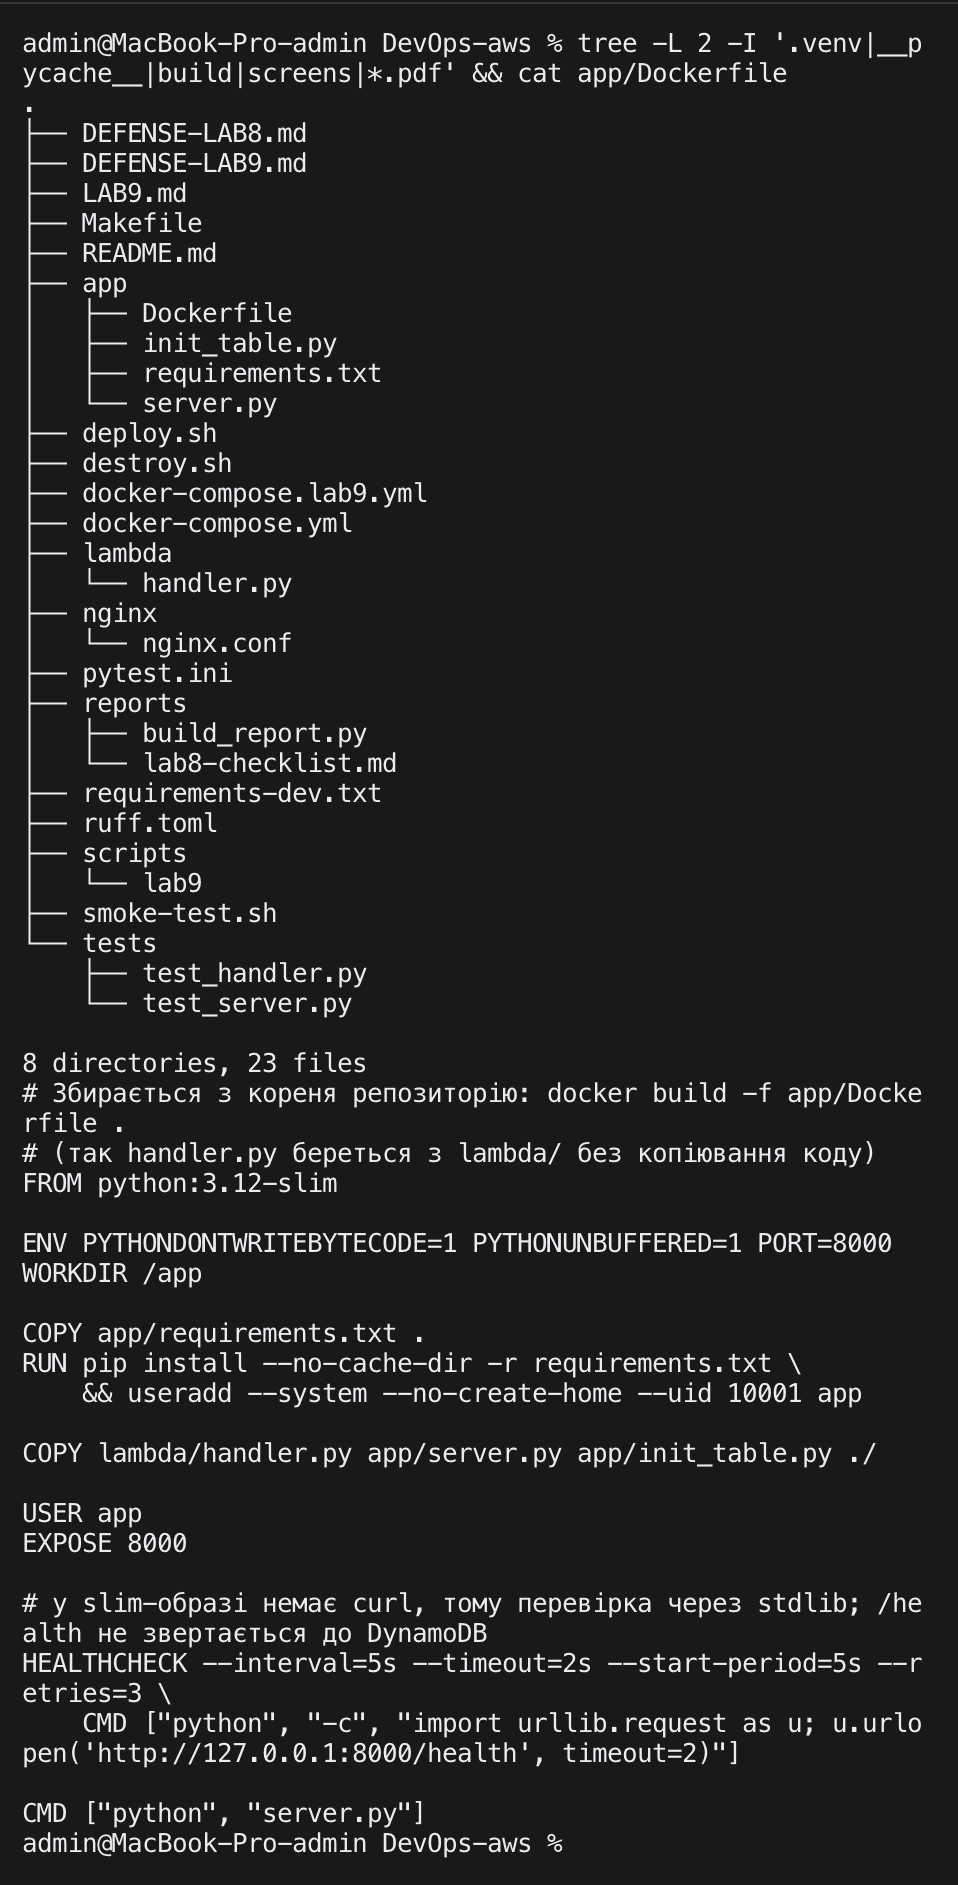 admin@MacBook-Pro-admin DevOps-aws % tree -L 2 -I '.venv|__p
ycache__|build|screens|*.pdf' && cat app/Dockerfile
.
├── DEFENSE-LAB8.md
├── DEFENSE-LAB9.md
├── LAB9.md
├── Makefile
├── README.md
├── app
│   ├── Dockerfile
│   ├── init_table.py
│   ├── requirements.txt
│   └── server.py
├── deploy.sh
├── destroy.sh
├── docker-compose.lab9.yml
├── docker-compose.yml
├── lambda
│   └── handler.py
├── nginx
│   └── nginx.conf
├── pytest.ini
├── reports
│   ├── build_report.py
│   └── lab8-checklist.md
├── requirements-dev.txt
├── ruff.toml
├── scripts
│   └── lab9
├── smoke-test.sh
└── tests
    ├── test_handler.py
    └── test_server.py

8 directories, 23 files
# Збирається з кореня репозиторію: docker build -f app/Docke
rfile .
# (так handler.py береться з lambda/ без копіювання коду)
FROM python:3.12-slim

ENV PYTHONDONTWRITEBYTECODE=1 PYTHONUNBUFFERED=1 PORT=8000
WORKDIR /app

COPY app/requirements.txt .
RUN pip install --no-cache-dir -r requirements.txt \
    && useradd --system --no-create-home --uid 10001 app

COPY lambda/handler.py app/server.py app/init_table.py ./

USER app
EXPOSE 8000

# у slim-образі немає curl, тому перевірка через stdlib; /he
alth не звертається до DynamoDB
HEALTHCHECK --interval=5s --timeout=2s --start-period=5s --r
etries=3 \
    CMD ["python", "-c", "import urllib.request as u; u.urlo
pen('http://127.0.0.1:8000/health', timeout=2)"]

CMD ["python", "server.py"]
admin@MacBook-Pro-admin DevOps-aws %